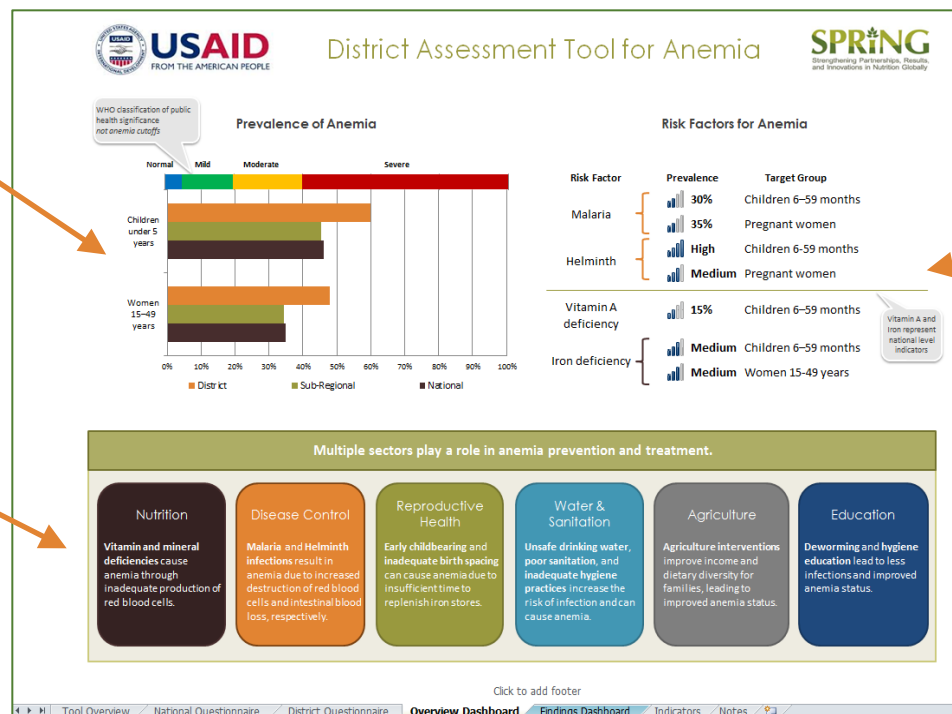 USAID
FROM THE AMERICAN PEOPLE
District Assessment Tool for Anemia
SPRING
Strengthening Partnerships, Results,
and Innovations in Nutrition Globally
WHO classification of public
health significance
not anemia cutoffs
Prevalence of Anemia
Normal Mild Moderate Severe
Children
under 5
years
Women
15–49
years
0% 10% 20% 30% 40% 50% 60% 70% 80% 90% 100%
District Sub-Regional National
Risk Factors for Anemia
Risk Factor Prevalence Target Group
Malaria
30% Children 6–59 months
35% Pregnant women
Helminth
High Children 6-59 months
Medium Pregnant women
Vitamin A
deficiency
15% Children 6–59 months
Iron deficiency
Medium Children 6–59 months
Medium Women 15-49 years
Vitamin A and
Iron represent
national level
indicators
Multiple sectors play a role in anemia prevention and treatment.
Nutrition
Vitamin and mineral
deficiencies cause
anemia through
inadequate production of
red blood cells.
Disease Control
Malaria and Helminth
infections result in
anemia due to increased
destruction of red blood
cells and intestinal blood
loss, respectively.
Reproductive
Health
Early childbearing and
inadequate birth spacing
can cause anemia due to
insufficient time to
replenish iron stores.
Water &
Sanitation
Unsafe drinking water,
poor sanitation, and
inadequate hygiene
practices increase the
risk of infection and can
cause anemia.
Agriculture
Agriculture interventions
improve income and
dietary diversity for
families, leading to
improved anemia status.
Education
Deworming and hygiene
education lead to less
infections and improved
anemia status.
Click to add footer
Tool Overview National Questionnaire District Questionnaire Overview Dashboard Findings Dashboard Indicators Notes